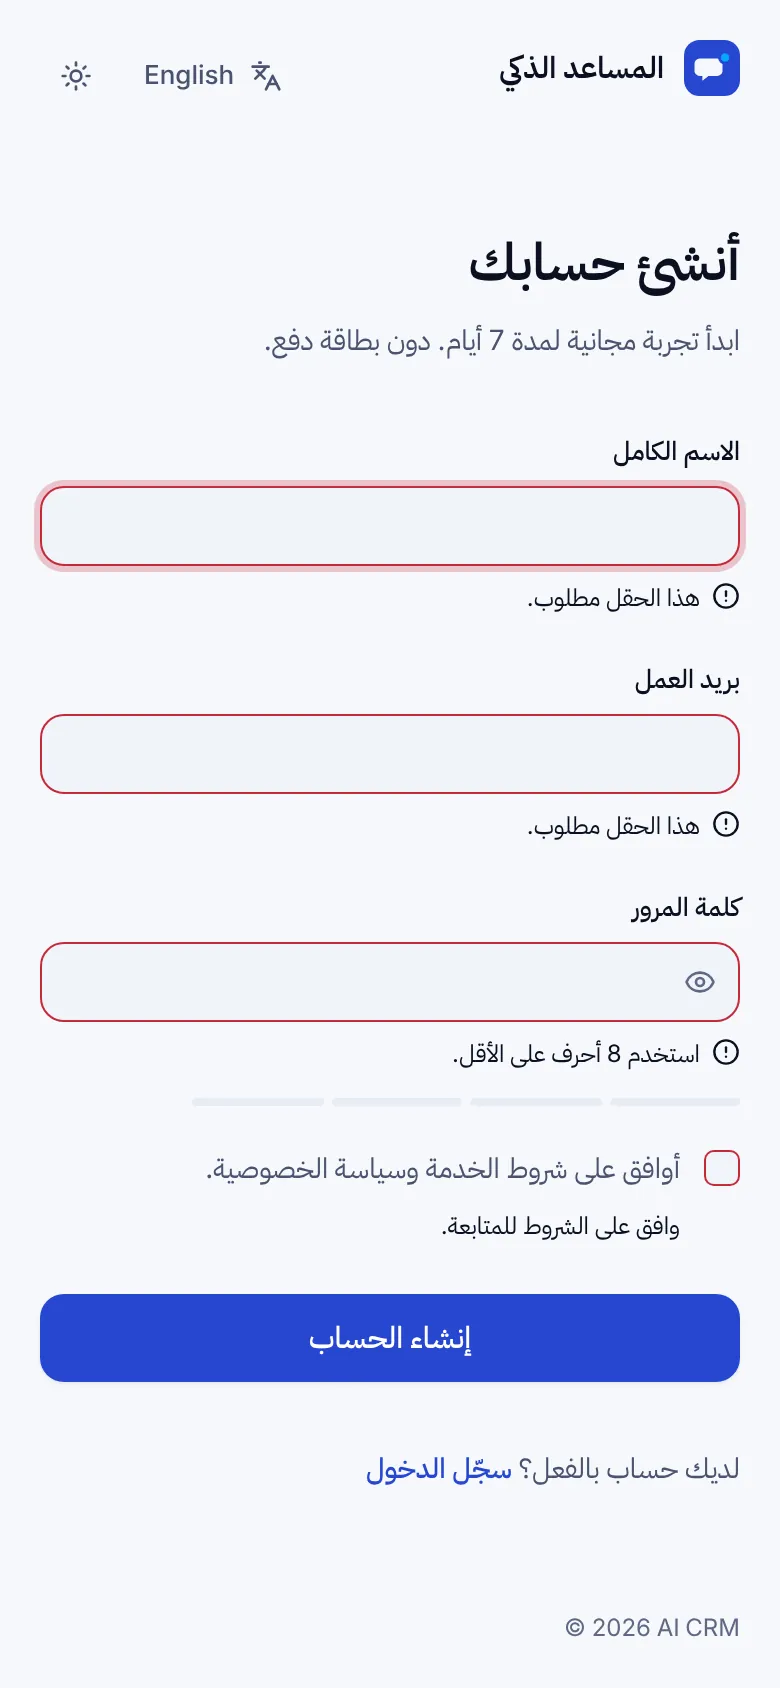 المساعد الذكي
English
أنشئ حسابك
ابدأ تجربة مجانية لمدة 7 أيام. دون بطاقة دفع.
الاسم الكامل
هذا الحقل مطلوب.
بريد العمل
هذا الحقل مطلوب.
كلمة المرور
استخدم 8 أحرف على الأقل.
أوافق على شروط الخدمة وسياسة الخصوصية.
وافق على الشروط للمتابعة.
إنشاء الحساب
لديك حساب بالفعل؟ سجّل الدخول
© 2026 AI CRM